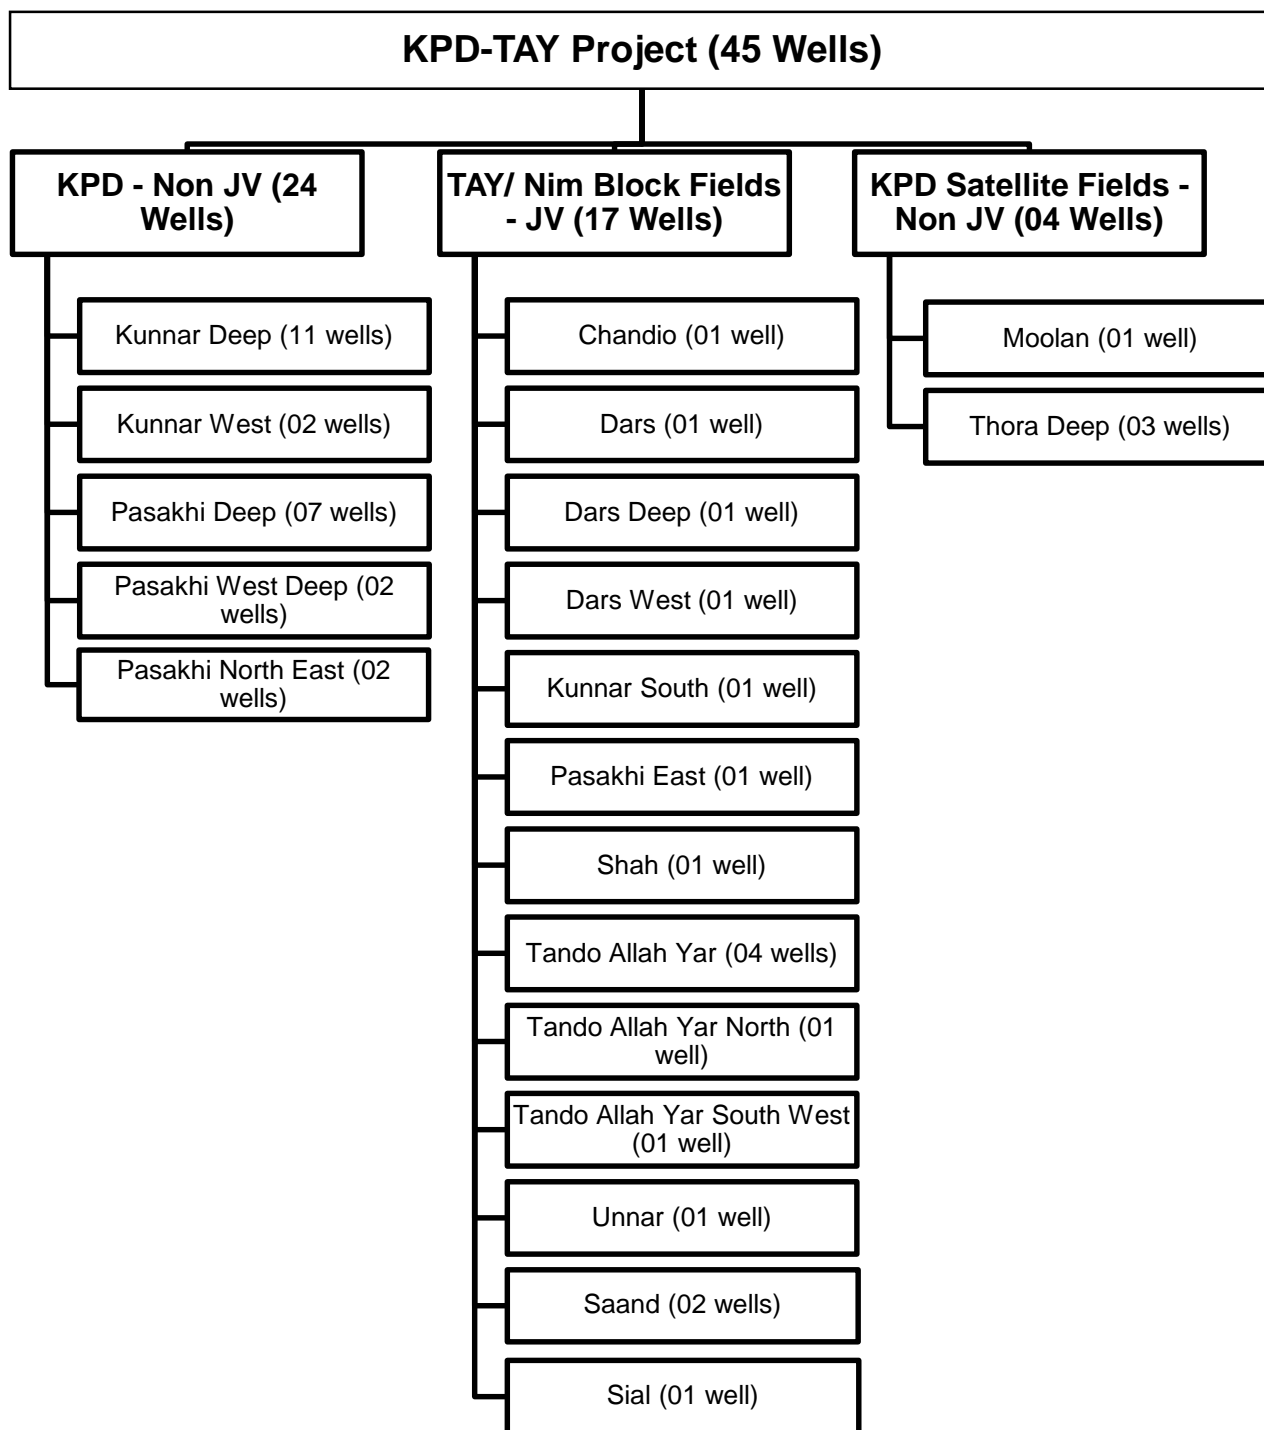 KPD-TAY Project (45 Wells)
KPD - Non JV (24
Wells)
Kunnar Deep (11 wells)
Kunnar West (02 wells)
Pasakhi Deep (07 wells)
Pasakhi West Deep (02
wells)
Pasakhi North East (02
wells)
TAY/ Nim Block Fields
- JV (17 Wells)
Chandio (01 well)
Dars (01 well)
Dars Deep (01 well)
Dars West (01 well)
Kunnar South (01 well)
Pasakhi East (01 well)
Shah (01 well)
Tando Allah Yar (04 wells)
Tando Allah Yar North (01
well)
Tando Allah Yar South West
(01 well)
Unnar (01 well)
Saand (02 wells)
Sial (01 well)
KPD Satellite Fields -
Non JV (04 Wells)
Moolan (01 well)
Thora Deep (03 wells)